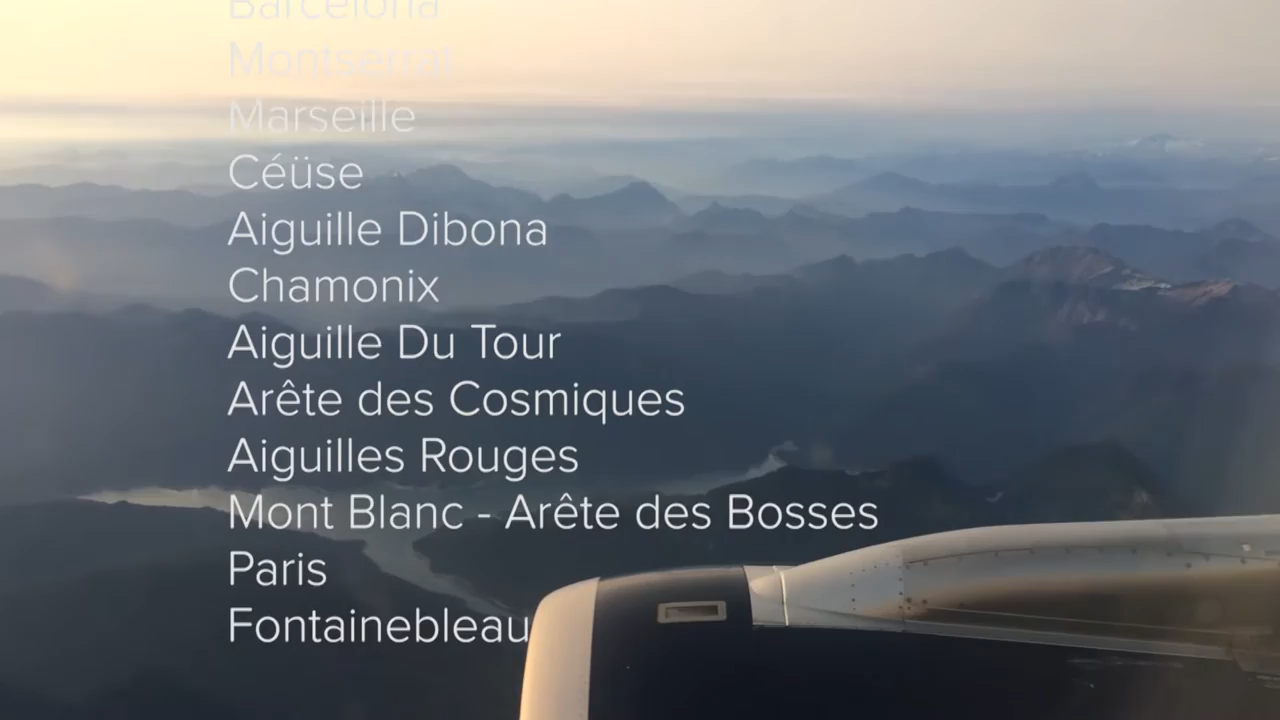 Barcelona
Montserrat
Marseille
Céüse
Aiguille Dibona
Chamonix
Aiguille Du Tour
Arête des Cosmiques
Aiguilles Rouges
Mont Blanc - Arête des Bosses
Paris
Fontainebleau